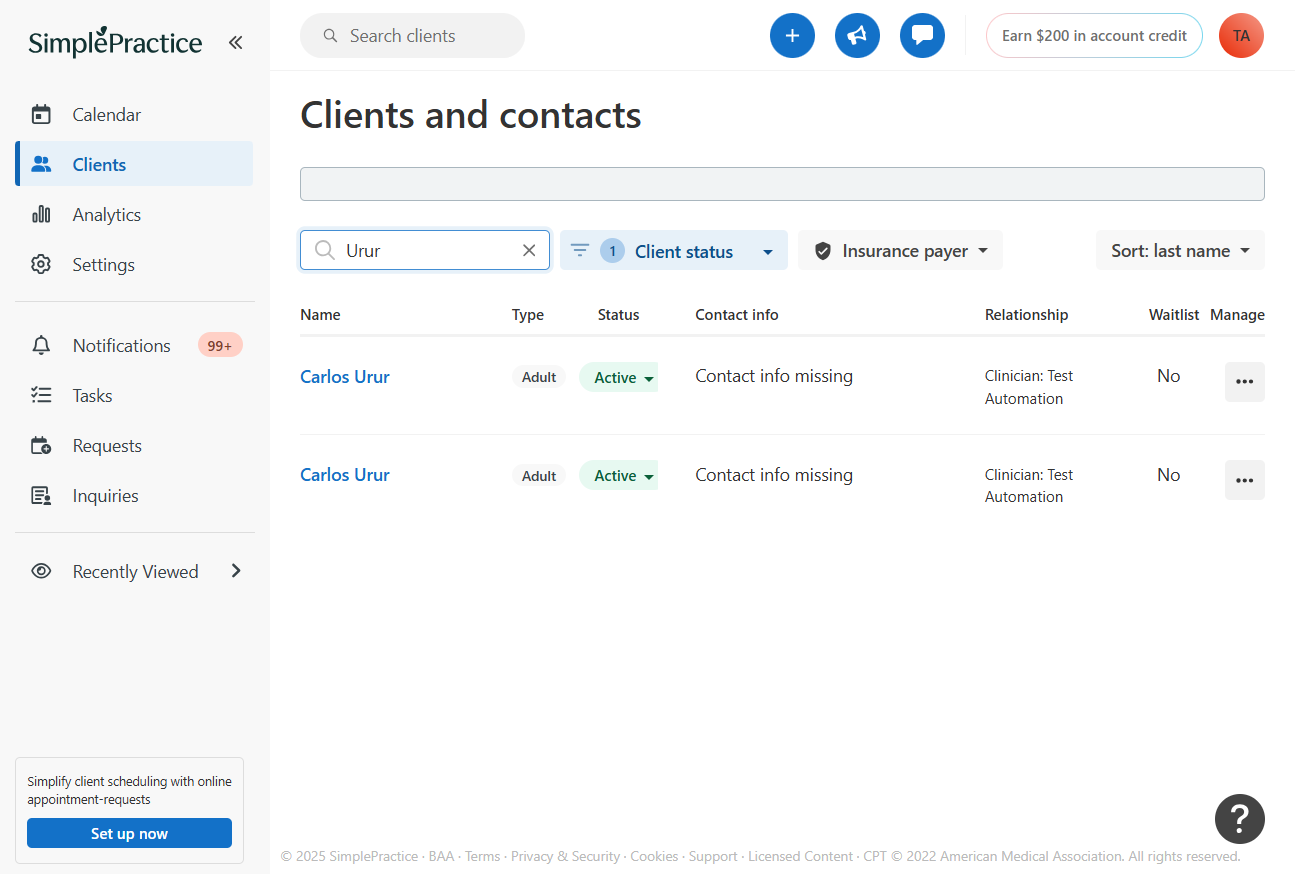 SimplePractice
Search clients
Earn $200 in account credit
TA
Calendar
Clients
Analytics
Settings
Notifications 99+
Tasks
Requests
Inquiries
Recently Viewed
Simplify client scheduling with online
appointment-requests
Set up now
Clients and contacts
Urur
1 Client status
Insurance payer
Sort: last name
Name Type Status Contact info Relationship Waitlist Manage
Carlos Urur Adult Active Contact info missing Clinician: Test No
Automation
Carlos Urur Adult Active Contact info missing Clinician: Test No
Automation
?
© 2025 SimplePractice · BAA · Terms · Privacy & Security · Cookies · Support · Licensed Content · CPT © 2022 American Medical Association. All rights reserved.